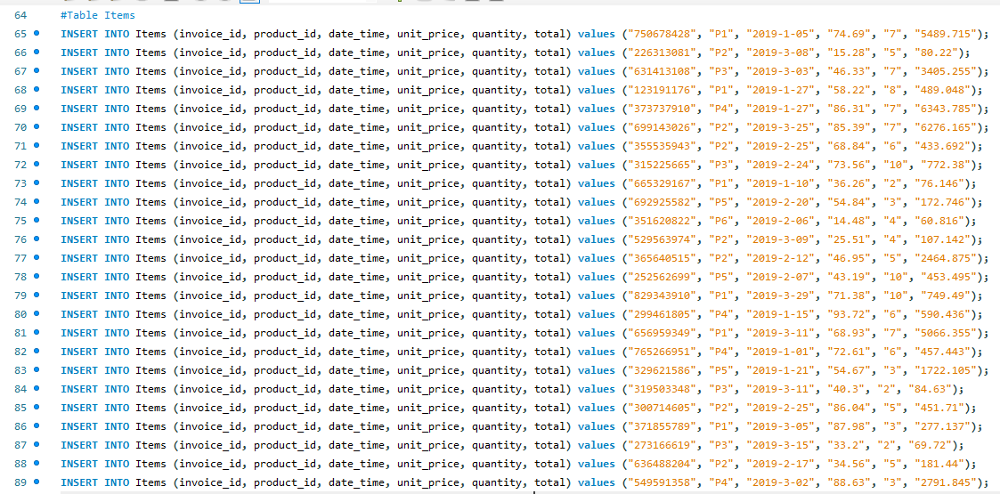 64 #Table Items
65 INSERT INTO Items (invoice_id, product_id, date_time, unit_price, quantity, total) values ("750678428", "P1", "2019-1-05", "74.69", "7", "5489.715");
66 INSERT INTO Items (invoice_id, product_id, date_time, unit_price, quantity, total) values ("226313081", "P2", "2019-3-08", "15.28", "5", "80.22");
67 INSERT INTO Items (invoice_id, product_id, date_time, unit_price, quantity, total) values ("631413108", "P3", "2019-3-03", "46.33", "7", "3405.255");
68 INSERT INTO Items (invoice_id, product_id, date_time, unit_price, quantity, total) values ("123191176", "P1", "2019-1-27", "58.22", "8", "489.048");
69 INSERT INTO Items (invoice_id, product_id, date_time, unit_price, quantity, total) values ("373737910", "P4", "2019-1-27", "86.31", "7", "6343.785");
70 INSERT INTO Items (invoice_id, product_id, date_time, unit_price, quantity, total) values ("699143026", "P2", "2019-3-25", "85.39", "7", "6276.165");
71 INSERT INTO Items (invoice_id, product_id, date_time, unit_price, quantity, total) values ("355535943", "P2", "2019-2-25", "68.84", "6", "433.692");
72 INSERT INTO Items (invoice_id, product_id, date_time, unit_price, quantity, total) values ("315225665", "P3", "2019-2-24", "73.56", "10", "772.38");
73 INSERT INTO Items (invoice_id, product_id, date_time, unit_price, quantity, total) values ("665329167", "P1", "2019-1-10", "36.26", "2", "76.146");
74 INSERT INTO Items (invoice_id, product_id, date_time, unit_price, quantity, total) values ("692925582", "P5", "2019-2-20", "54.84", "3", "172.746");
75 INSERT INTO Items (invoice_id, product_id, date_time, unit_price, quantity, total) values ("351620822", "P6", "2019-2-06", "14.48", "4", "60.816");
76 INSERT INTO Items (invoice_id, product_id, date_time, unit_price, quantity, total) values ("529563974", "P2", "2019-3-09", "25.51", "4", "107.142");
77 INSERT INTO Items (invoice_id, product_id, date_time, unit_price, quantity, total) values ("365640515", "P2", "2019-2-12", "46.95", "5", "2464.875");
78 INSERT INTO Items (invoice_id, product_id, date_time, unit_price, quantity, total) values ("252562699", "P5", "2019-2-07", "43.19", "10", "453.495");
79 INSERT INTO Items (invoice_id, product_id, date_time, unit_price, quantity, total) values ("829343910", "P1", "2019-3-29", "71.38", "10", "749.49");
80 INSERT INTO Items (invoice_id, product_id, date_time, unit_price, quantity, total) values ("299461805", "P4", "2019-1-15", "93.72", "6", "590.436");
81 INSERT INTO Items (invoice_id, product_id, date_time, unit_price, quantity, total) values ("656959349", "P1", "2019-3-11", "68.93", "7", "5066.355");
82 INSERT INTO Items (invoice_id, product_id, date_time, unit_price, quantity, total) values ("765266951", "P4", "2019-1-01", "72.61", "6", "457.443");
83 INSERT INTO Items (invoice_id, product_id, date_time, unit_price, quantity, total) values ("329621586", "P5", "2019-1-21", "54.67", "3", "1722.105");
84 INSERT INTO Items (invoice_id, product_id, date_time, unit_price, quantity, total) values ("319503348", "P3", "2019-3-11", "40.3", "2", "84.63");
85 INSERT INTO Items (invoice_id, product_id, date_time, unit_price, quantity, total) values ("300714605", "P2", "2019-2-25", "86.04", "5", "451.71");
86 INSERT INTO Items (invoice_id, product_id, date_time, unit_price, quantity, total) values ("371855789", "P1", "2019-3-05", "87.98", "3", "277.137");
87 INSERT INTO Items (invoice_id, product_id, date_time, unit_price, quantity, total) values ("273166619", "P3", "2019-3-15", "33.2", "2", "69.72");
88 INSERT INTO Items (invoice_id, product_id, date_time, unit_price, quantity, total) values ("636488204", "P2", "2019-2-17", "34.56", "5", "181.44");
89 INSERT INTO Items (invoice_id, product_id, date_time, unit_price, quantity, total) values ("549591358", "P4", "2019-3-02", "88.63", "3", "2791.845");